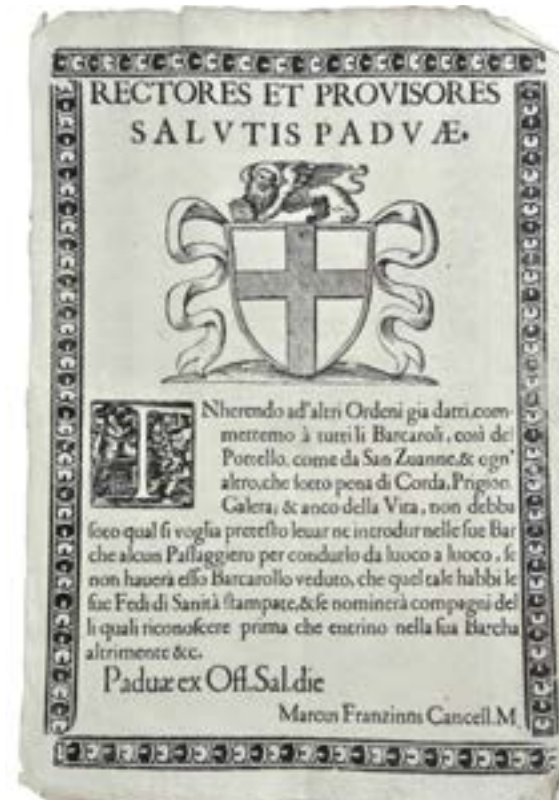 RECTORES ET PROVISORES
SALVTIS PADVÆ.
INherendo ad'altri Ordeni gia datti, com-
mettemo à tutti li Barcaroli, così del
Portello, come da San Zuanne, & ogn'
altro, che sotto pena di Corda, Prigion
Galera, & anco della Vita, non debba
soto qual si voglia pretesto leuar ne introdur nelle sue Bar
che alcun Passaggiero per condurlo da luoco a luoco, se
non hauerà esso Barcarollo veduto, che quel tale habbi le
sue Fedi di Sanità stampate, & se nominerà compagni del
li quali riconoscere prima che entrino nella sua Barcha
altrimente &c.
Paduæ ex Off. Sal. die
Marcus Franzinns Cancell. M.